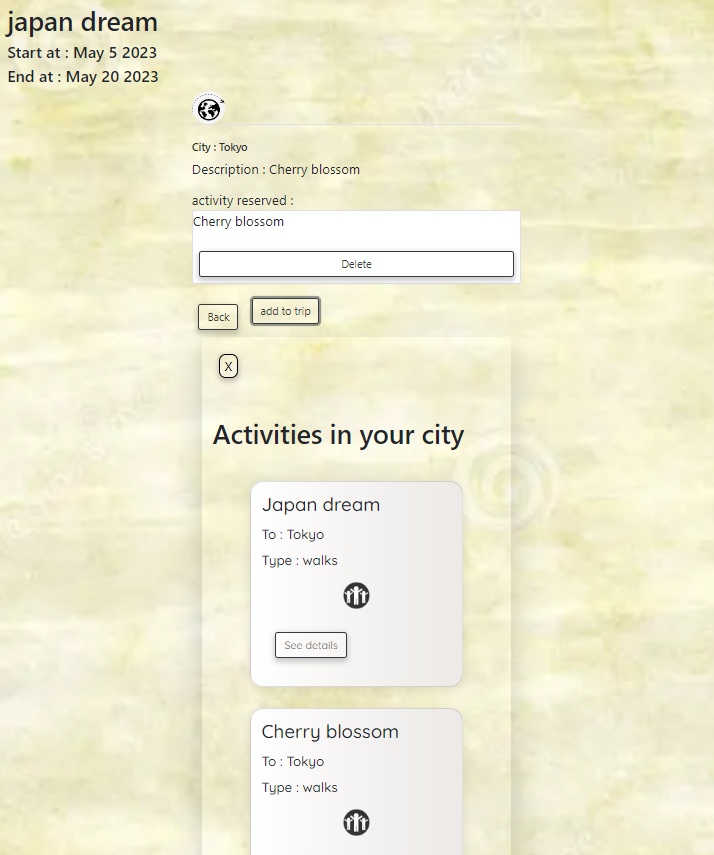 japan dream
Start at : May 5 2023
End at : May 20 2023
City : Tokyo
Description : Cherry blossom
activity reserved :
Cherry blossom
Delete
Back
add to trip
X
Activities in your city
Japan dream
To : Tokyo
Type : walks
See details
Cherry blossom
To : Tokyo
Type : walks